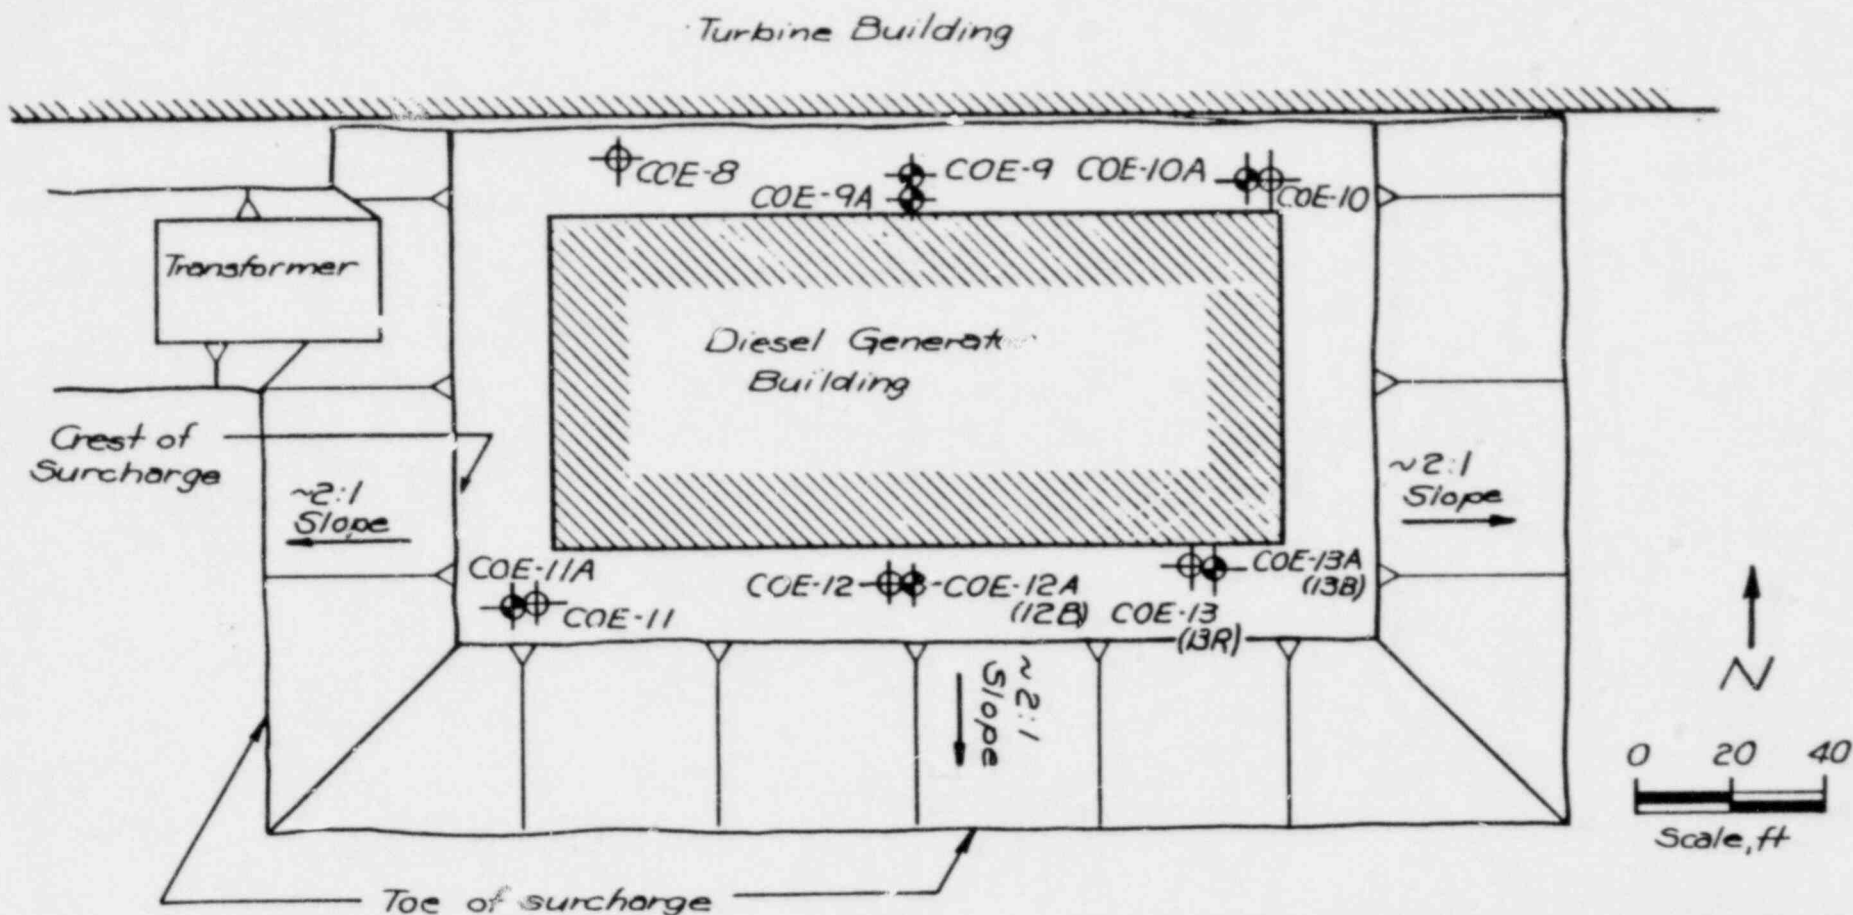 Turbine Building
COE-8
COE-9
COE-10A
COE-9A
COE-10
Transformer
Diesel Generat
Building
Crest of
Surcharge
~2:1
Slope
~2:1
Slope
COE-11A
COE-11
COE-12
COE-12A
(12B)
COE-13
(13R)
COE-13A
(13B)
~2:1
Slope
N
0 20 40
Scale, ft
Toe of surcharge